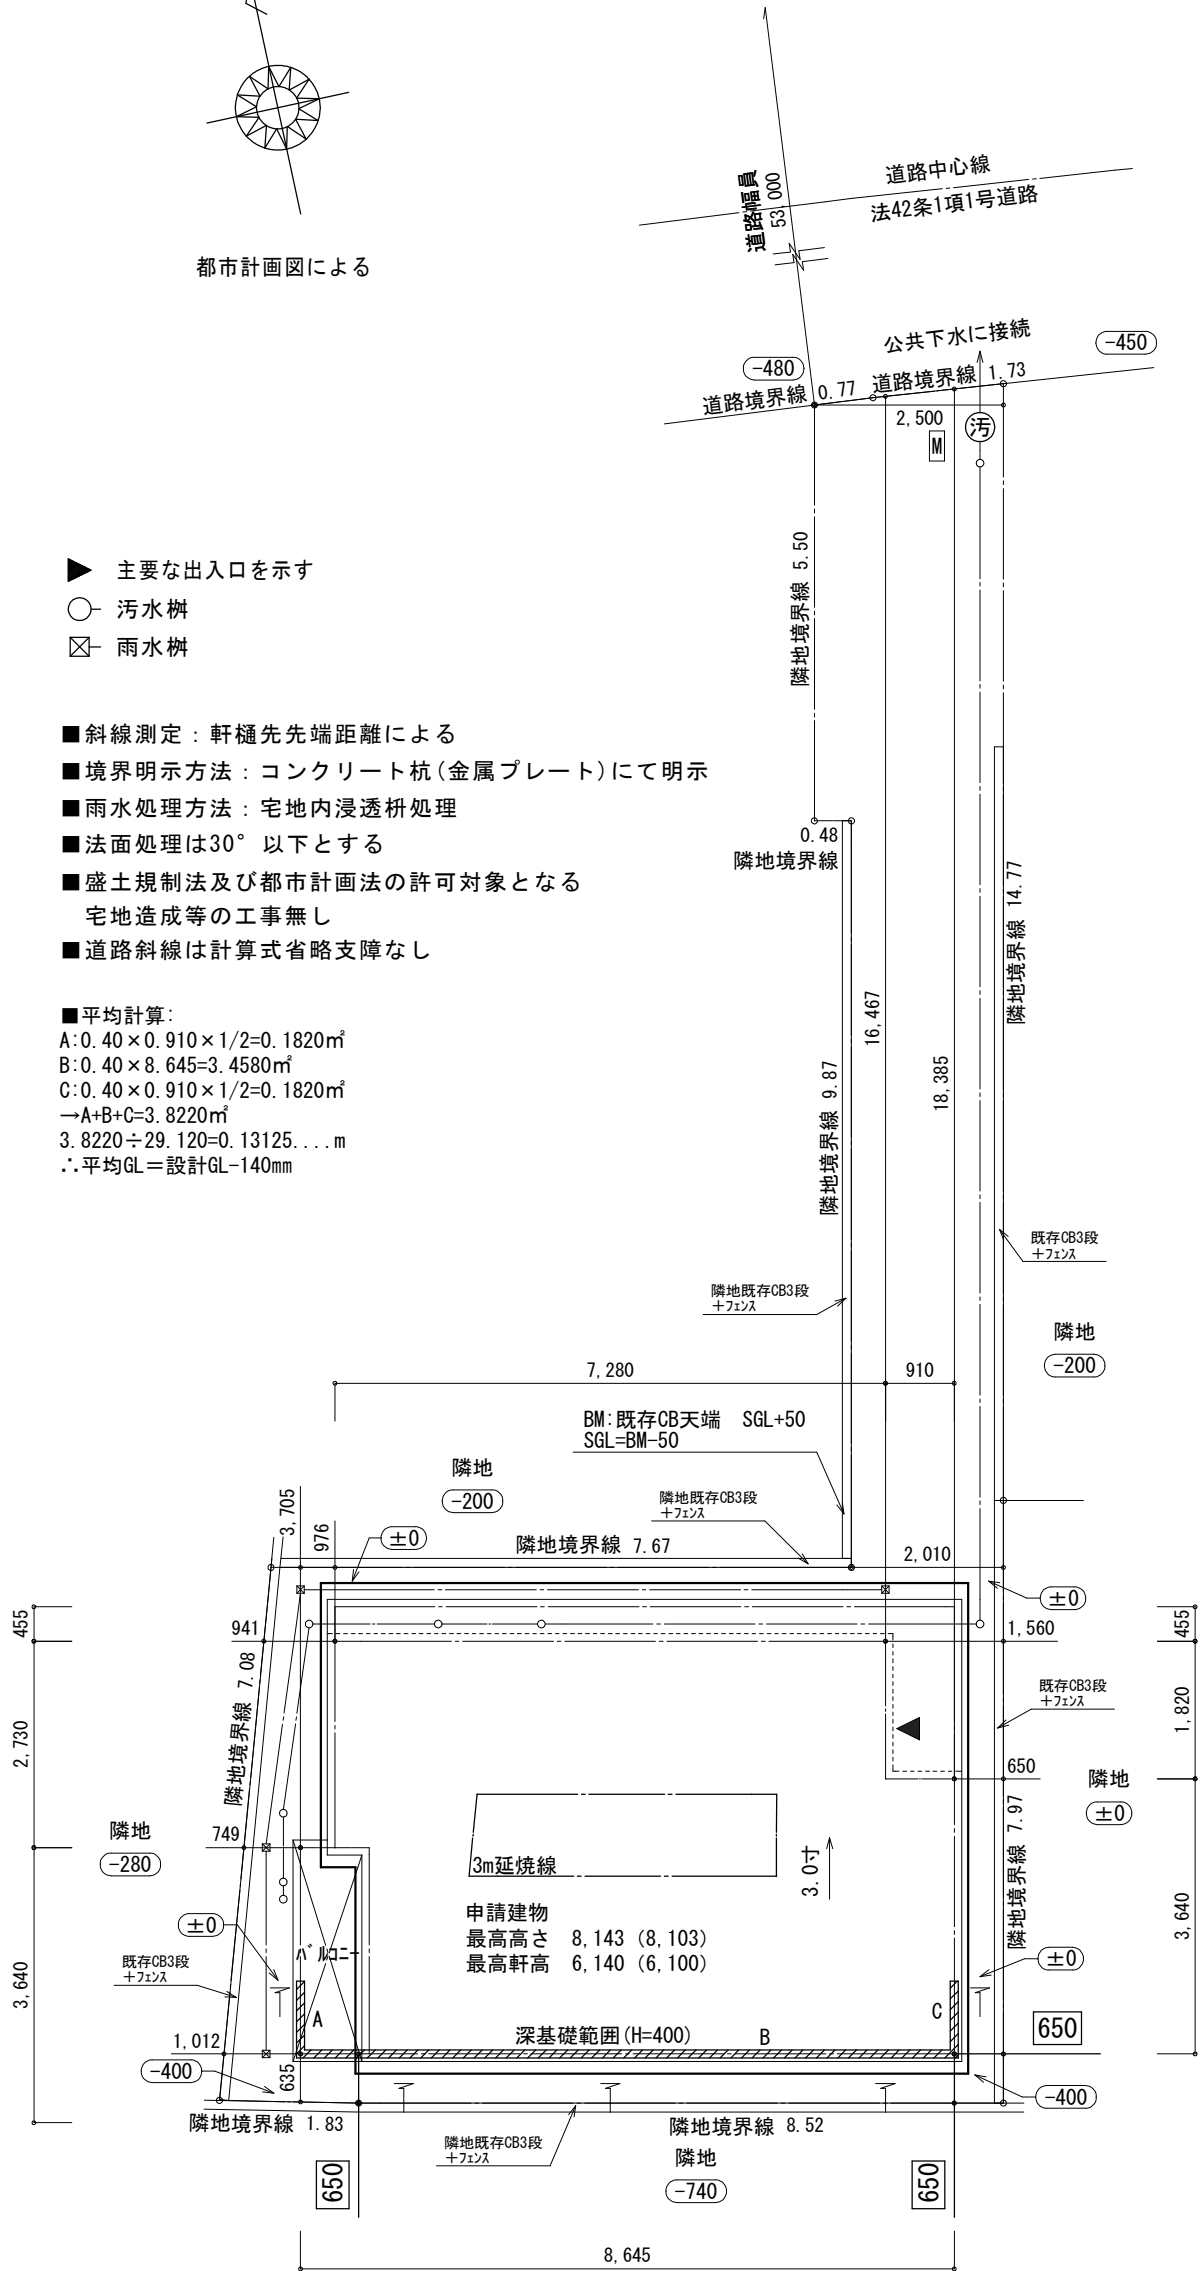 都市計画図による
道路幅員
53,000
道路中心線
法42条1項1号道路
公共下水に接続
-480
-450
道路境界線
0.77
道路境界線
1.73
2,500
汚
M
主要な出入口を示す
汚水桝
雨水桝
隣地境界線 5.50
■斜線測定：軒樋先先端距離による
■境界明示方法：コンクリート杭(金属プレート)にて明示
■雨水処理方法：宅地内浸透枡処理
■法面処理は30°以下とする
■盛土規制法及び都市計画法の許可対象となる
宅地造成等の工事無し
■道路斜線は計算式省略支障なし
0.48
隣地境界線
隣地境界線 14.77
■平均計算:
A:0.40×0.910×1/2=0.1820㎡
B:0.40×8.645=3.4580㎡
C:0.40×0.910×1/2=0.1820㎡
→A+B+C=3.8220㎡
3.8220÷29.120=0.13125....m
∴平均GL＝設計GL-140mm
16,467
18,385
隣地境界線 9.87
既存CB3段
+フェンス
隣地既存CB3段
+フェンス
隣地
-200
7,280
910
BM:既存CB天端 SGL+50
SGL=BM-50
隣地
-200
隣地既存CB3段
+フェンス
3,705
976
±0
隣地境界線 7.67
2,010
±0
455
941
1,560
455
隣地境界線 7.08
2,730
既存CB3段
+フェンス
1,820
650
隣地
±0
隣地境界線 7.97
隣地
-280
749
3m延焼線
3.0寸
申請建物
最高高さ 8,143 (8,103)
最高軒高 6,140 (6,100)
±0
バルコニー
既存CB3段
+フェンス
±0
3,640
3,640
A
深基礎範囲(H=400)
B
C
650
1,012
-400
635
-400
隣地境界線 1.83
隣地境界線 8.52
隣地既存CB3段
+フェンス
隣地
-740
650
650
8,645